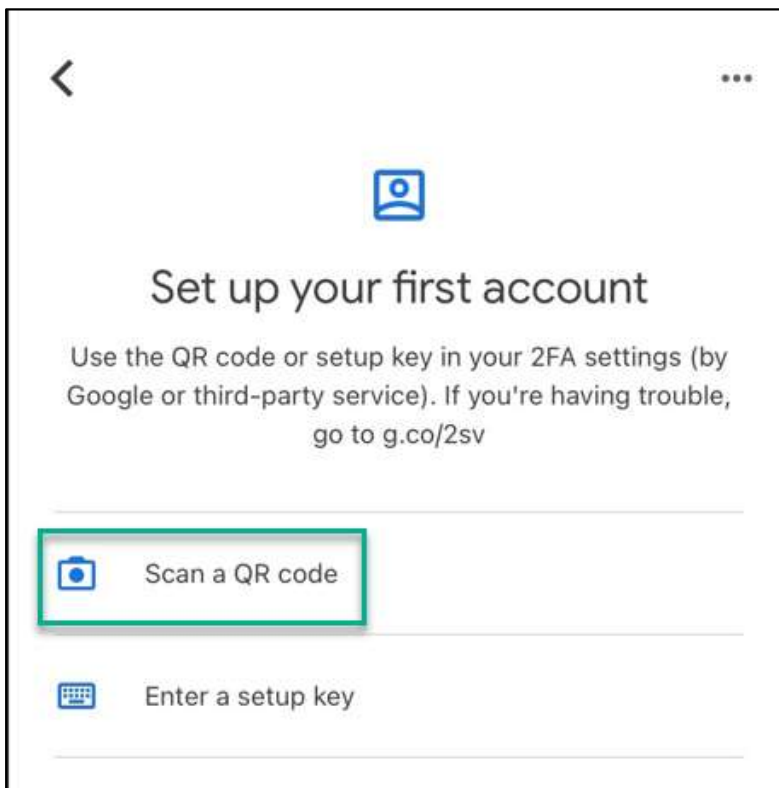 Set up your first account
Use the QR code or setup key in your 2FA settings (by
Google or third-party service). If you're having trouble,
go to g.co/2sv
Scan a QR code
Enter a setup key